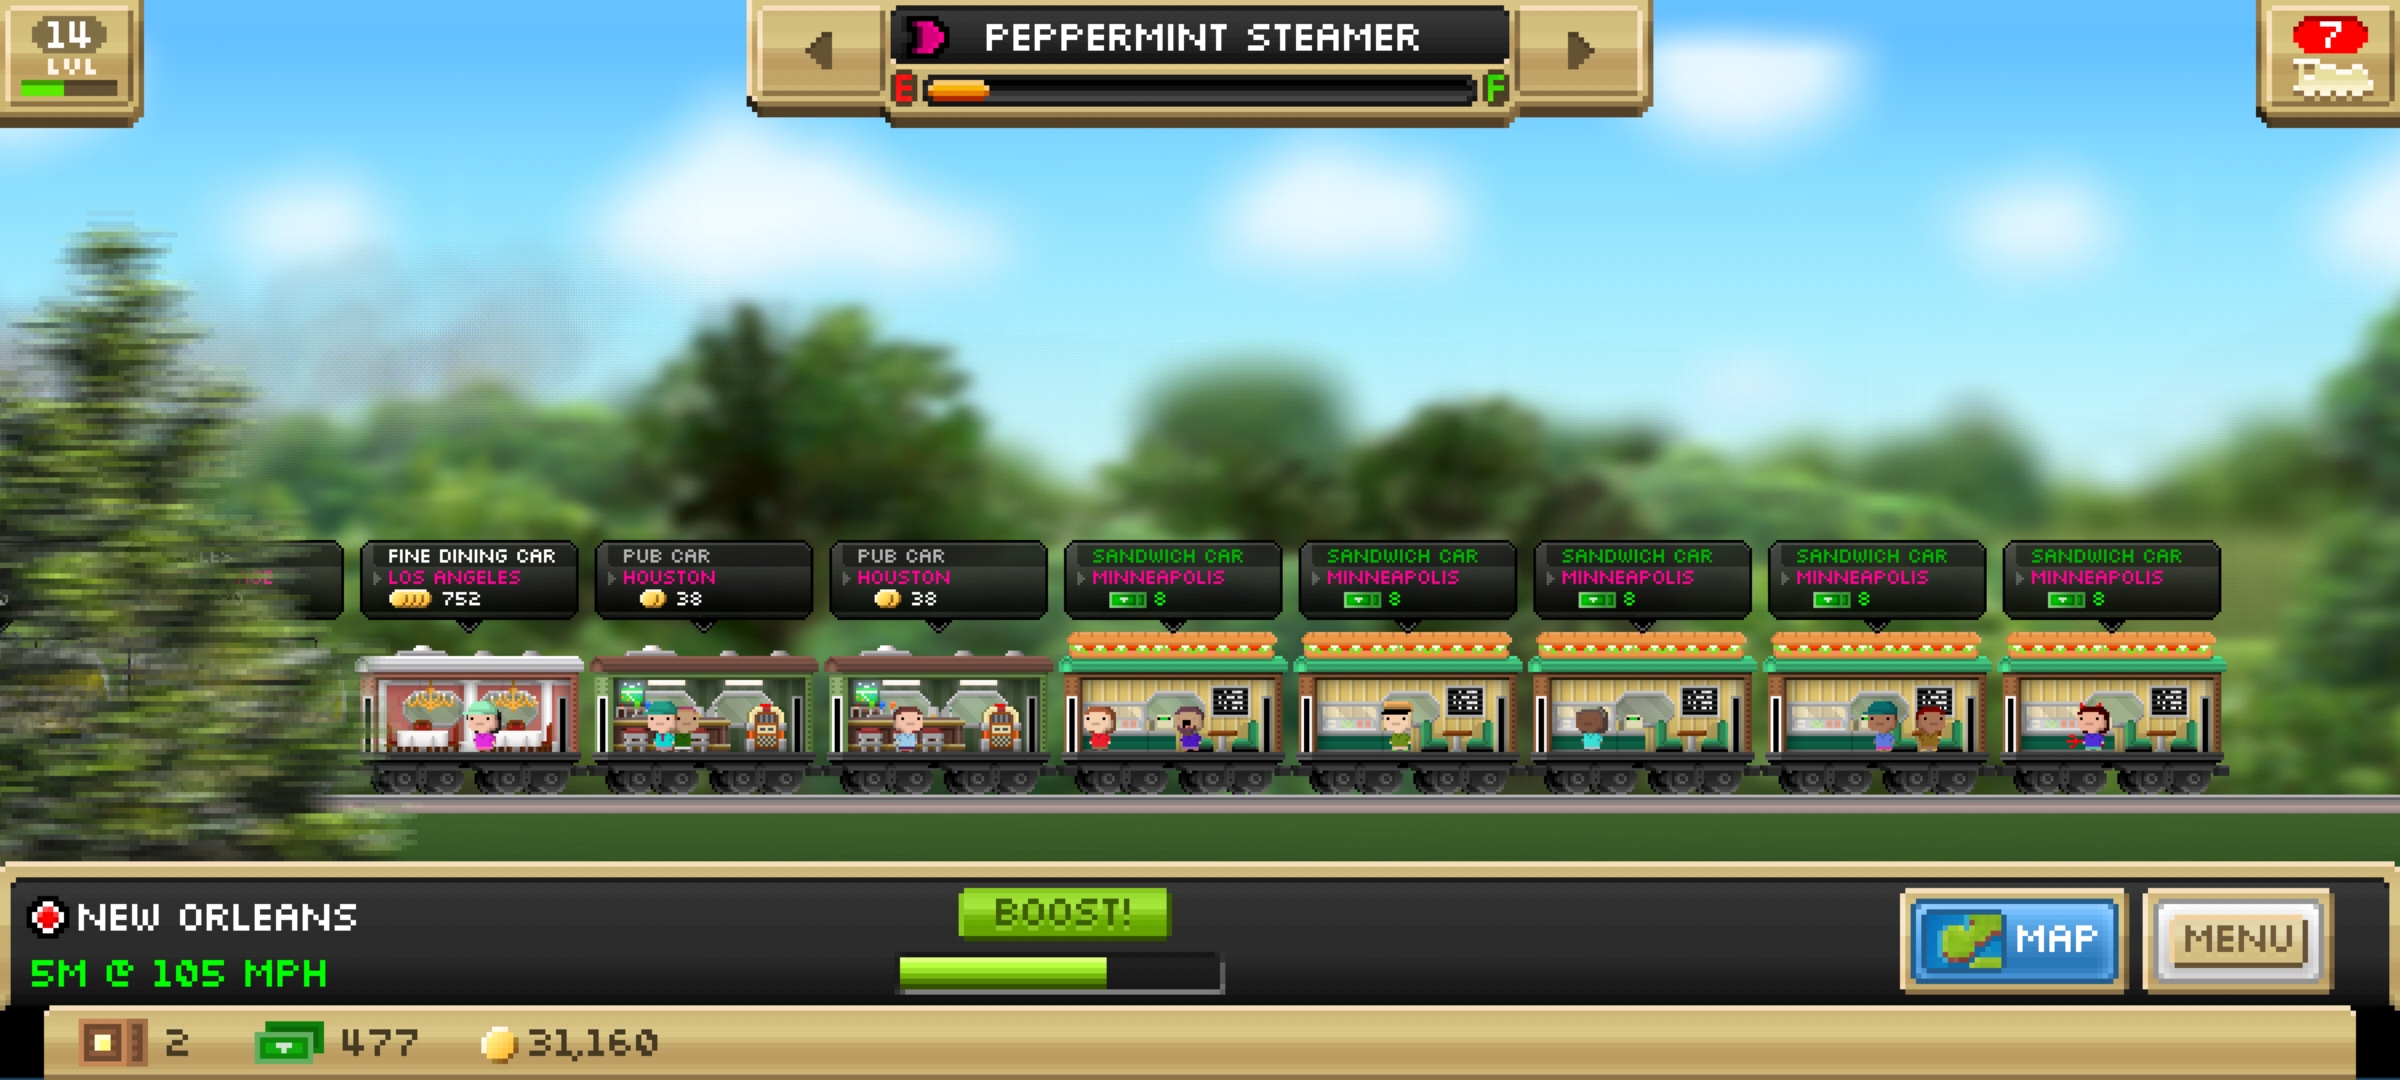 14
LVL
PEPPERMINT STEAMER
E F
7
FINE DINING CAR
LOS ANGELES
752
PUB CAR
HOUSTON
38
PUB CAR
HOUSTON
38
SANDWICH CAR
MINNEAPOLIS
8
SANDWICH CAR
MINNEAPOLIS
8
SANDWICH CAR
MINNEAPOLIS
8
SANDWICH CAR
MINNEAPOLIS
8
SANDWICH CAR
MINNEAPOLIS
8
NEW ORLEANS
5M @ 105 MPH
BOOST!
MAP
MENU
2
477
31,160